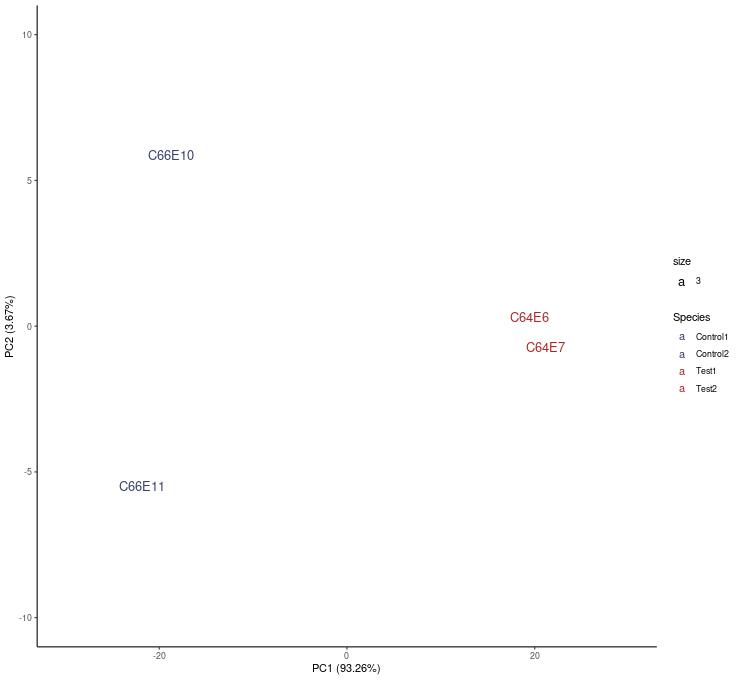 10
C66E10
5
size
a 3
C64E6
Species
PC2 (3.67%)
0
a Control1
C64E7
a Control2
a Test1
a Test2
-5
C66E11
-10
-20
0
20
PC1 (93.26%)